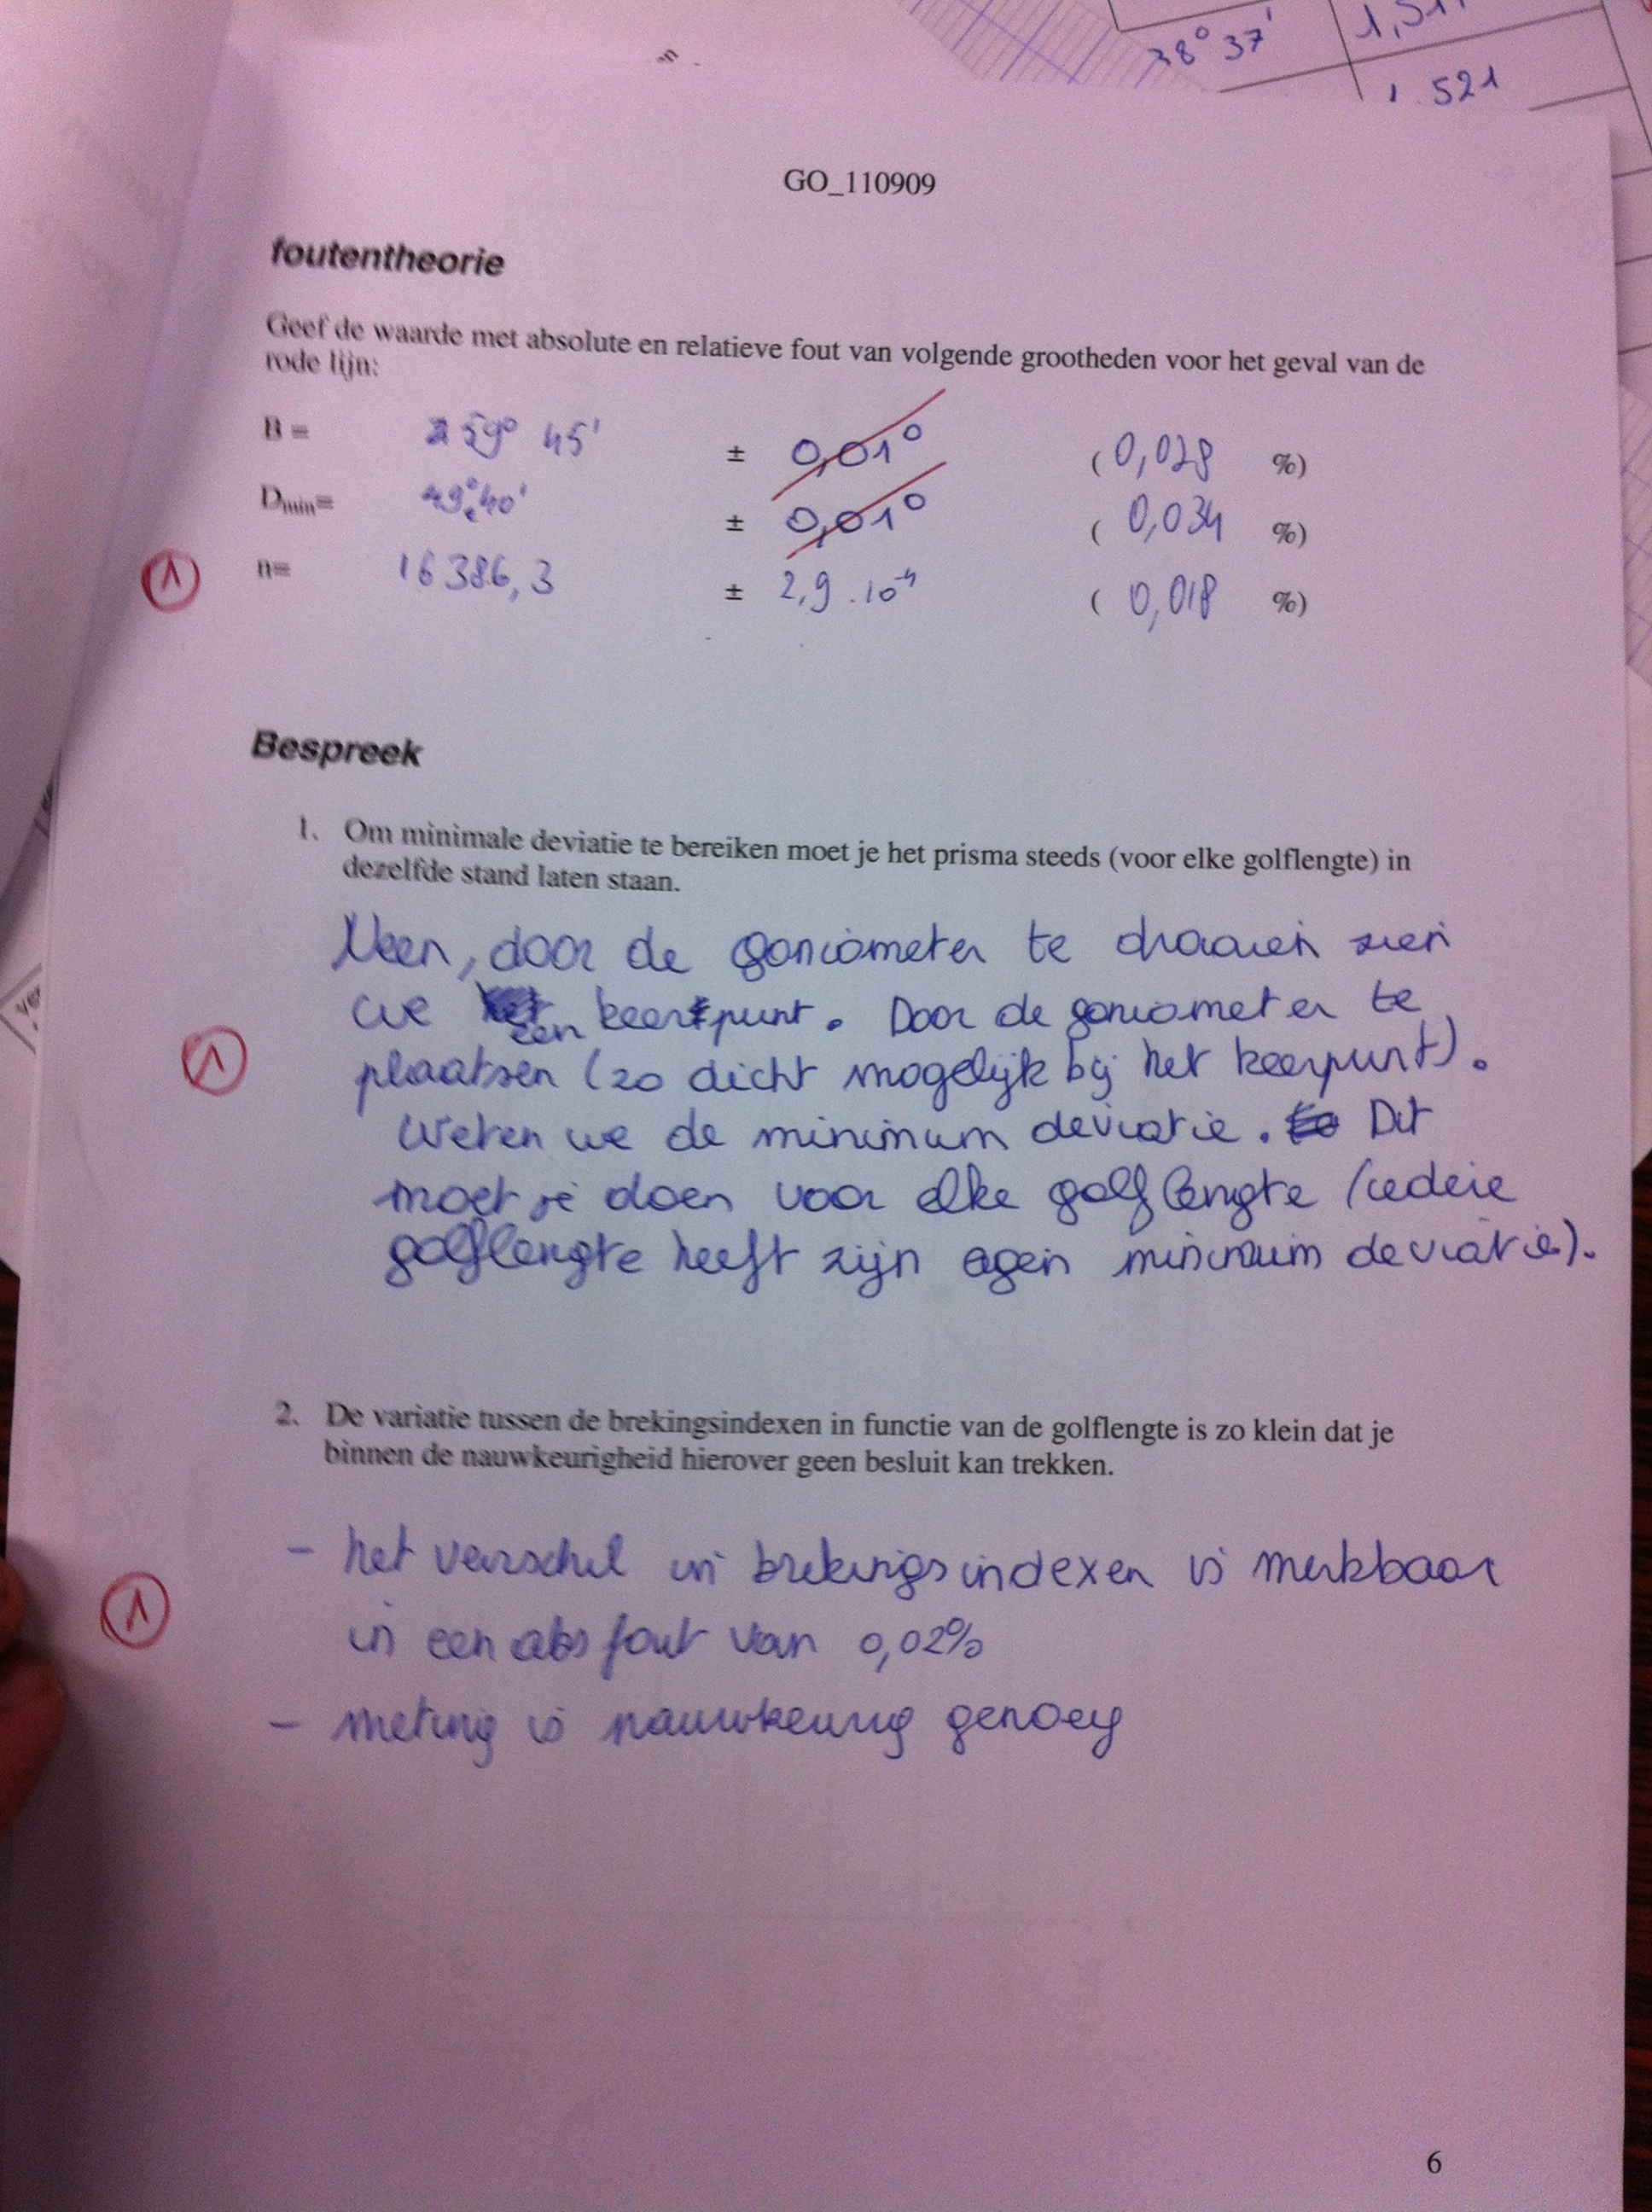 38° 37'
1.521
GO_110909
foutentheorie
Geef de waarde met absolute en relatieve fout van volgende grootheden voor het geval van de
rode lijn:
B = 59° 45' ± 0,01° ( 0,028 %)
Dmin= 49° 40' ± 0,01° ( 0,034 %)
1
n= 16386,3 ± 2,9 . 10⁻⁴ ( 0,018 %)
Bespreek
1. Om minimale deviatie te bereiken moet je het prisma steeds (voor elke golflengte) in
dezelfde stand laten staan.
Neen, door de goniometer te draaien zien
we een keerpunt. Door de goniometer te
1
plaatsen (zo dicht mogelijk bij het keerpunt).
Weten we de minimum deviatie. Dit
moet je doen voor elke golflengte (iedere
golflengte heeft zijn eigen minimum deviatie).
2. De variatie tussen de brekingsindexen in functie van de golflengte is zo klein dat je
binnen de nauwkeurigheid hierover geen besluit kan trekken.
- het verschil in brekingsindexen is merkbaar
1
in een abs fout van 0,02%
- meting is nauwkeurig genoeg
6